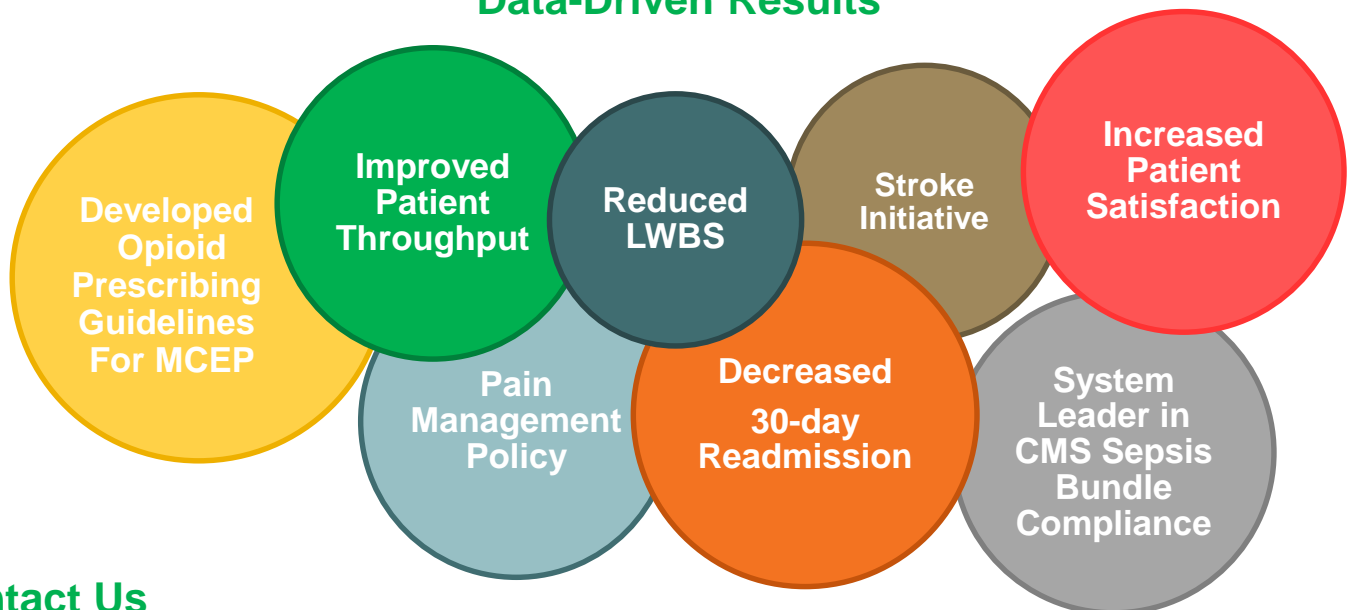 Data-Driven Results
Developed
Opioid
Prescribing
Guidelines
For MCEP
Improved
Patient
Throughput
Reduced
LWBS
Stroke
Initiative
Increased
Patient
Satisfaction
Pain
Management
Policy
Decreased
30-day
Readmission
System
Leader in
CMS Sepsis
Bundle
Compliance
ntact Us